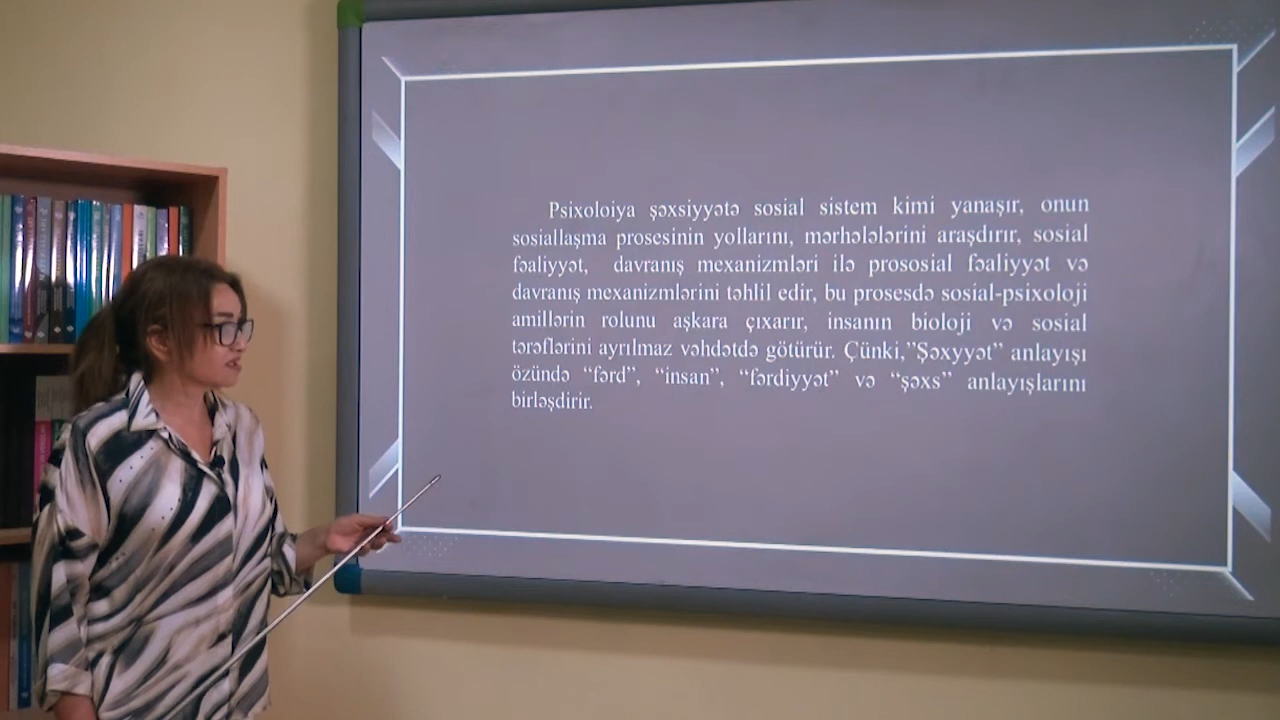 Psixoloiya şəxsiyyətə sosial sistem kimi yanaşır, onun
sosiallaşma prosesinin yollarını, mərhələlərini araşdırır, sosial
fəaliyyət, davranış mexanizmləri ilə prososial fəaliyyət və
davranış mexanizmlərini təhlil edir, bu prosesdə sosial-psixoloji
amillərin rolunu aşkara çıxarır, insanın bioloji və sosial
tərəflərini ayrılmaz vəhdətdə götürür. Çünki,”Şəxyyət” anlayışı
özündə “fərd”, “insan”, “fərdiyyət” və “şəxs” anlayışlarını
birləşdirir.